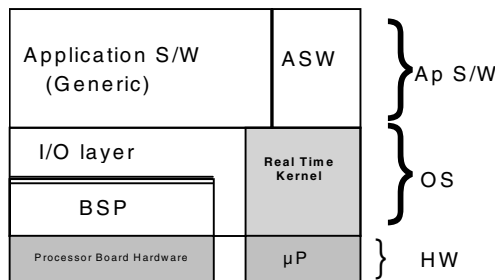 Application S/W
(Generic)
ASW
Ap S/W
I/O layer
Real Time
Kernel
OS
BSP
Processor Board Hardware
µP
HW